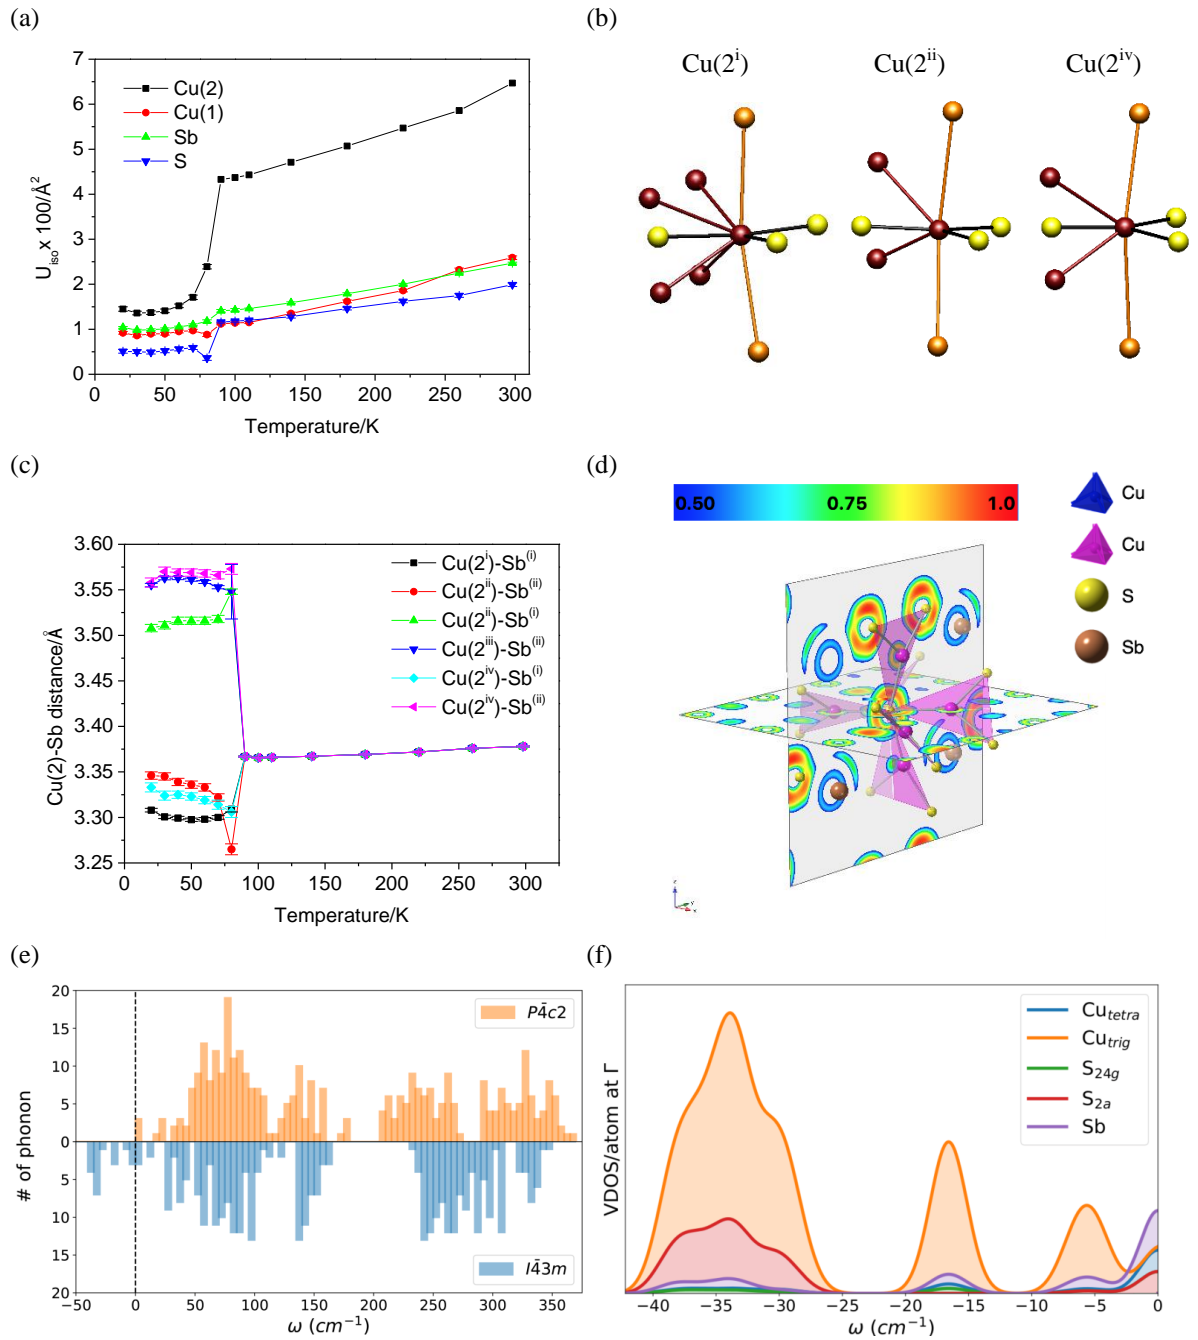 (a)
7
6
5
4
3
2
1
0
U_iso x 100/Å²
Cu(2)
Cu(1)
Sb
S
0 50 100 150 200 250 300
Temperature/K
(b)
Cu(2^i) Cu(2^ii) Cu(2^iv)
(c)
3.60
3.55
3.50
3.45
3.40
3.35
3.30
3.25
Cu(2)-Sb distance/Å
Cu(2^i)-Sb^(i)
Cu(2^ii)-Sb^(ii)
Cu(2^ii)-Sb^(i)
Cu(2^iii)-Sb^(ii)
Cu(2^iv)-Sb^(i)
Cu(2^iv)-Sb^(ii)
0 50 100 150 200 250 300
Temperature/K
(d)
0.50 0.75 1.0
Cu
Cu
S
Sb
z
y
x
(e)
20
15
10
5
0
5
10
15
20
# of phonon
P4̄c2
I4̄3m
−50 0 50 100 150 200 250 300 350
ω (cm⁻¹)
(f)
VDOS/atom at Γ
Cu_tetra
Cu_trig
S_24g
S_2a
Sb
−40 −35 −30 −25 −20 −15 −10 −5 0
ω (cm⁻¹)